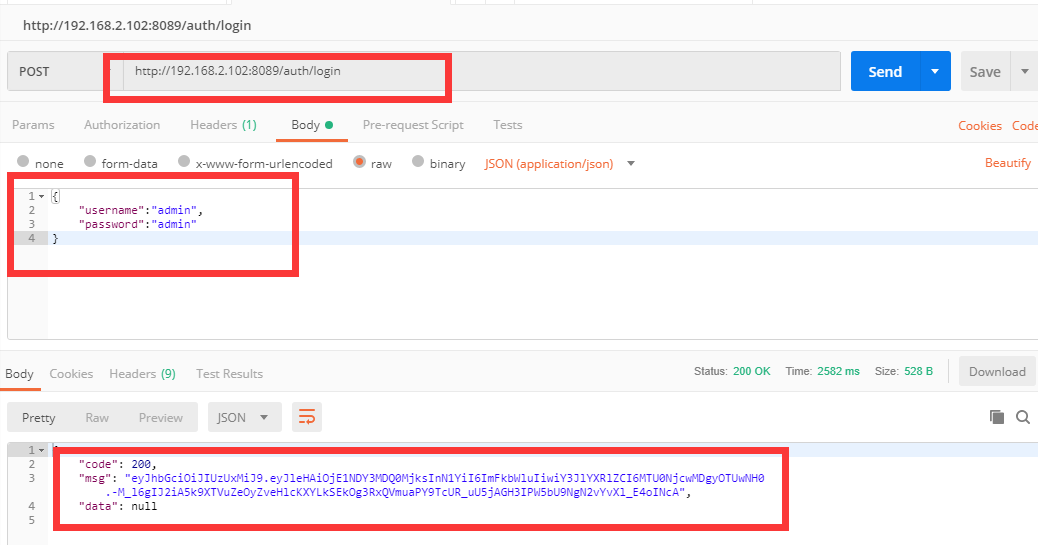 http://192.168.2.102:8089/auth/login
POST http://192.168.2.102:8089/auth/login Send Save
Params Authorization Headers (1) Body Pre-request Script Tests Cookies Code
none form-data x-www-form-urlencoded raw binary JSON (application/json) Beautify
1 {
2 "username":"admin",
3 "password":"admin"
4 }
Body Cookies Headers (9) Test Results Status: 200 OK Time: 2582 ms Size: 528 B Download
Pretty Raw Preview JSON
1 {
2 "code": 200,
3 "msg": "eyJhbGciOiJIUzUxMiJ9.eyJleHAiOjE1NDY3MDQ0MjksInN1YiI6ImFkbWluIiwiY3JlYXRlZCI6MTU0NjcwMDgyOTUwNH0
.-M_l6gIJ2iA5k9XTVuZeOyZveHlcKXYLkSEkOg3RxQVmuaPY9TcUR_uU5jAGH3IPW5bU9NgN2vYvXl_E4oINcA",
4 "data": null
5